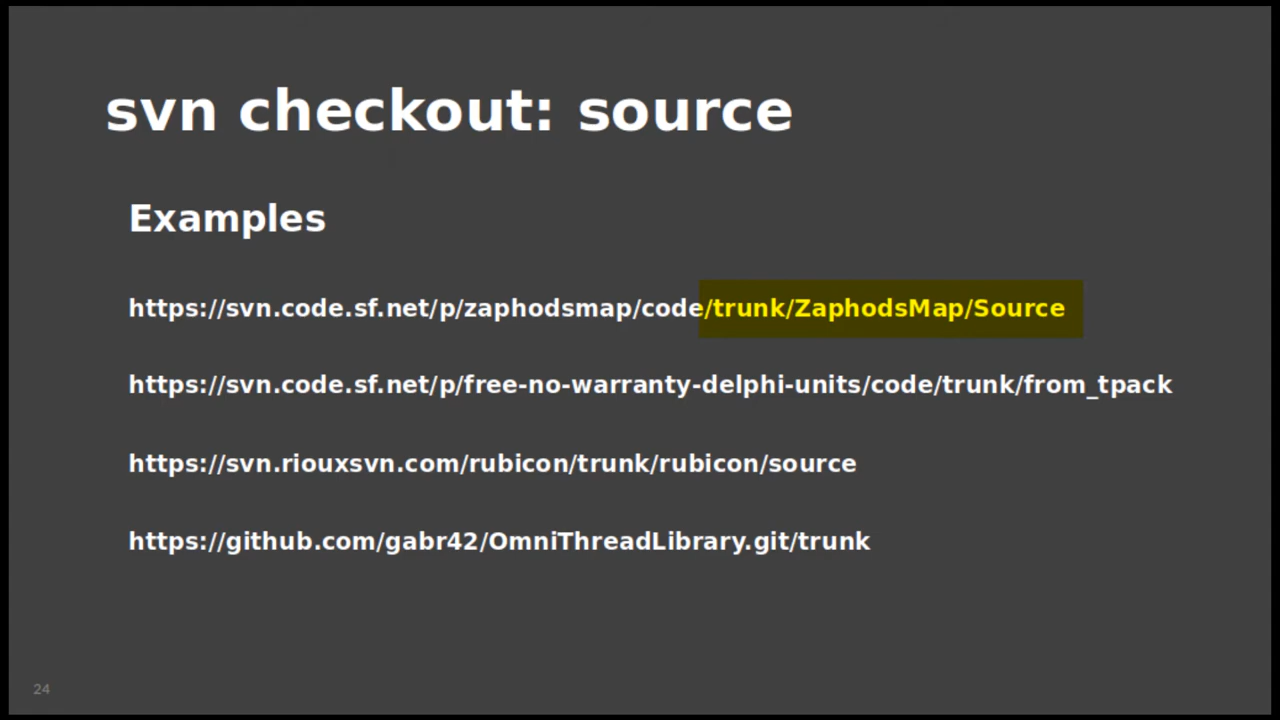 svn checkout: source
Examples
https://svn.code.sf.net/p/zaphodsmap/code/trunk/ZaphodsMap/Source
https://svn.code.sf.net/p/free-no-warranty-delphi-units/code/trunk/from_tpack
https://svn.riouxsvn.com/rubicon/trunk/rubicon/source
https://github.com/gabr42/OmniThreadLibrary.git/trunk
24